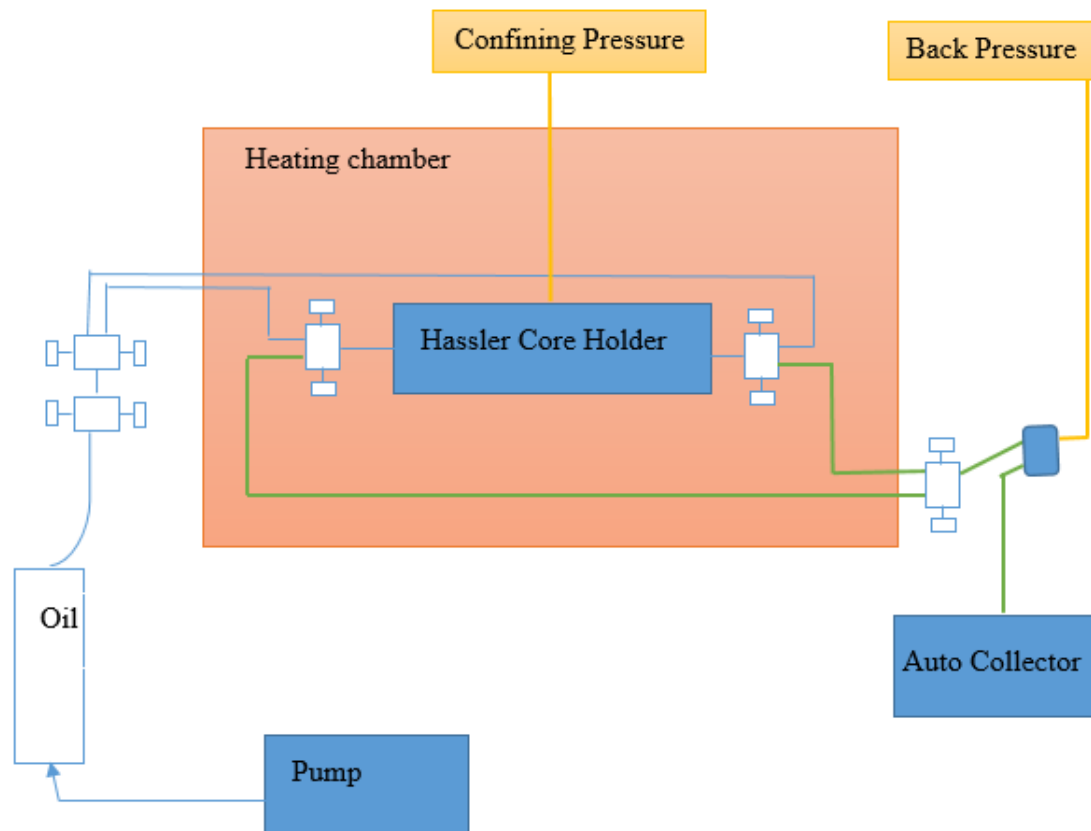 Confining Pressure
Back Pressure
Heating chamber
Hassler Core Holder
Oil
Auto Collector
Pump